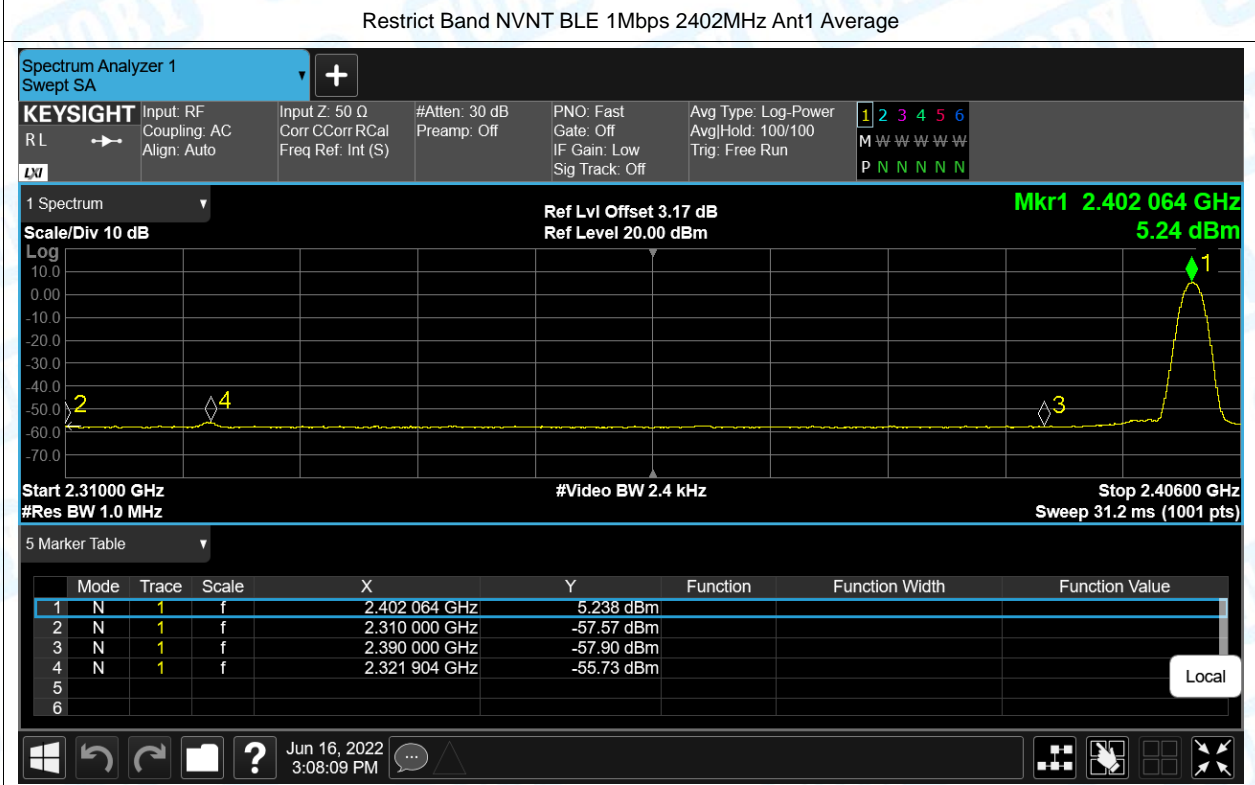 Restrict Band NVNT BLE 1Mbps 2402MHz Ant1 Average
Spectrum Analyzer 1
Swept SA
KEYSIGHT
R L
LXI
Input: RF
Coupling: AC
Align: Auto
Input Z: 50 Ω
Corr CCorr RCal
Freq Ref: Int (S)
#Atten: 30 dB
Preamp: Off
PNO: Fast
Gate: Off
IF Gain: Low
Sig Track: Off
Avg Type: Log-Power
Avg|Hold: 100/100
Trig: Free Run
1 2 3 4 5 6
M W W W W W
P N N N N N
1 Spectrum
Scale/Div 10 dB
Ref Lvl Offset 3.17 dB
Ref Level 20.00 dBm
Mkr1 2.402 064 GHz
5.24 dBm
Log
10.0
0.00
-10.0
-20.0
-30.0
-40.0
-50.0
-60.0
-70.0
1
2
4
3
Start 2.31000 GHz
#Video BW 2.4 kHz
Stop 2.40600 GHz
#Res BW 1.0 MHz
Sweep 31.2 ms (1001 pts)
5 Marker Table
Mode Trace Scale X Y Function Function Width Function Value
1 N 1 f 2.402 064 GHz 5.238 dBm
2 N 1 f 2.310 000 GHz -57.57 dBm
3 N 1 f 2.390 000 GHz -57.90 dBm
4 N 1 f 2.321 904 GHz -55.73 dBm
5
6
Local
?
Jun 16, 2022
3:08:09 PM